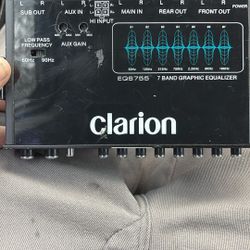 L R L R L R L R L R POWER
SUB OUT AUX IN HI INPUT MAIN IN REAR OUT FRONT OUT
LOW PASS
FREQUENCY
AUX GAIN
60Hz 90Hz
EQS755 7 BAND GRAPHIC EQUALIZER
clarion